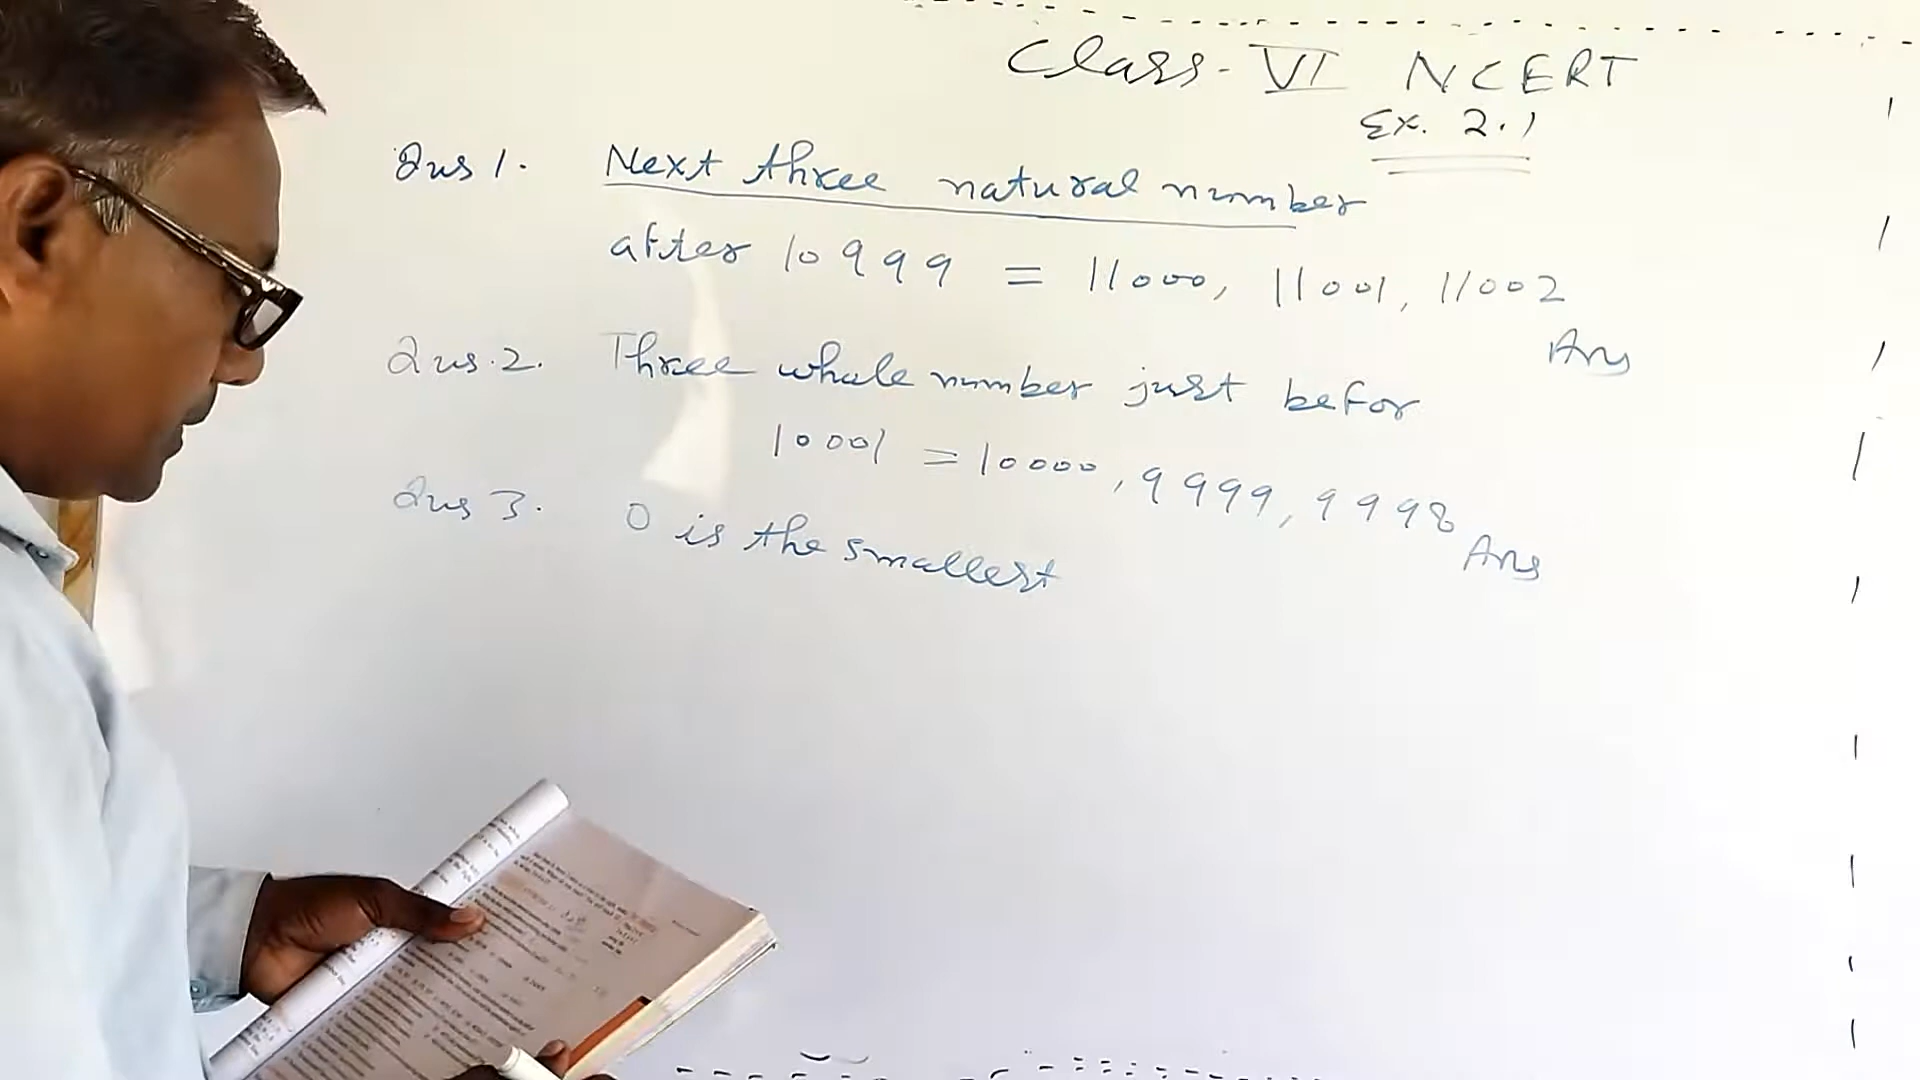 Class-VI NCERT
Ex. 2.1
Qus 1. Next three natural number
after 10999 = 11000, 11001, 11002
Ans
Qus.2. Three whole number just befor
10001 = 10000, 9999, 9998
Ans
Qus 3. 0 is the smallest